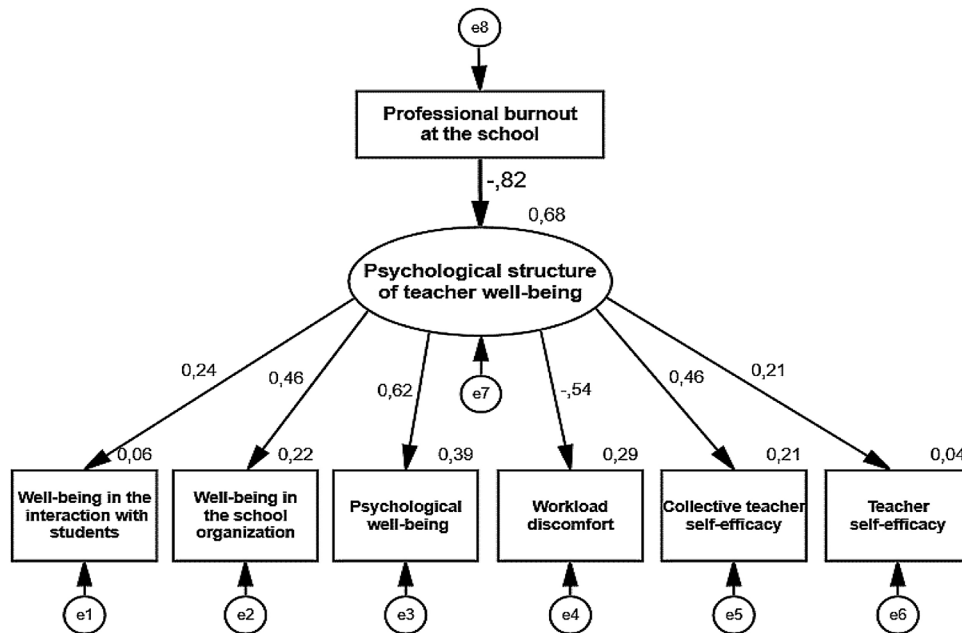 e8
Professional burnout
at the school
-,82
0,68
Psychological structure
of teacher well-being
0,24
0,46
0,62
e7
-,54
0,46
0,21
0,06
0,22
0,39
0,29
0,21
0,04
Well-being in the
interaction with
students
Well-being in
the school
organization
Psychological
well-being
Workload
discomfort
Collective teacher
self-efficacy
Teacher
self-efficacy
e1
e2
e3
e4
e5
e6